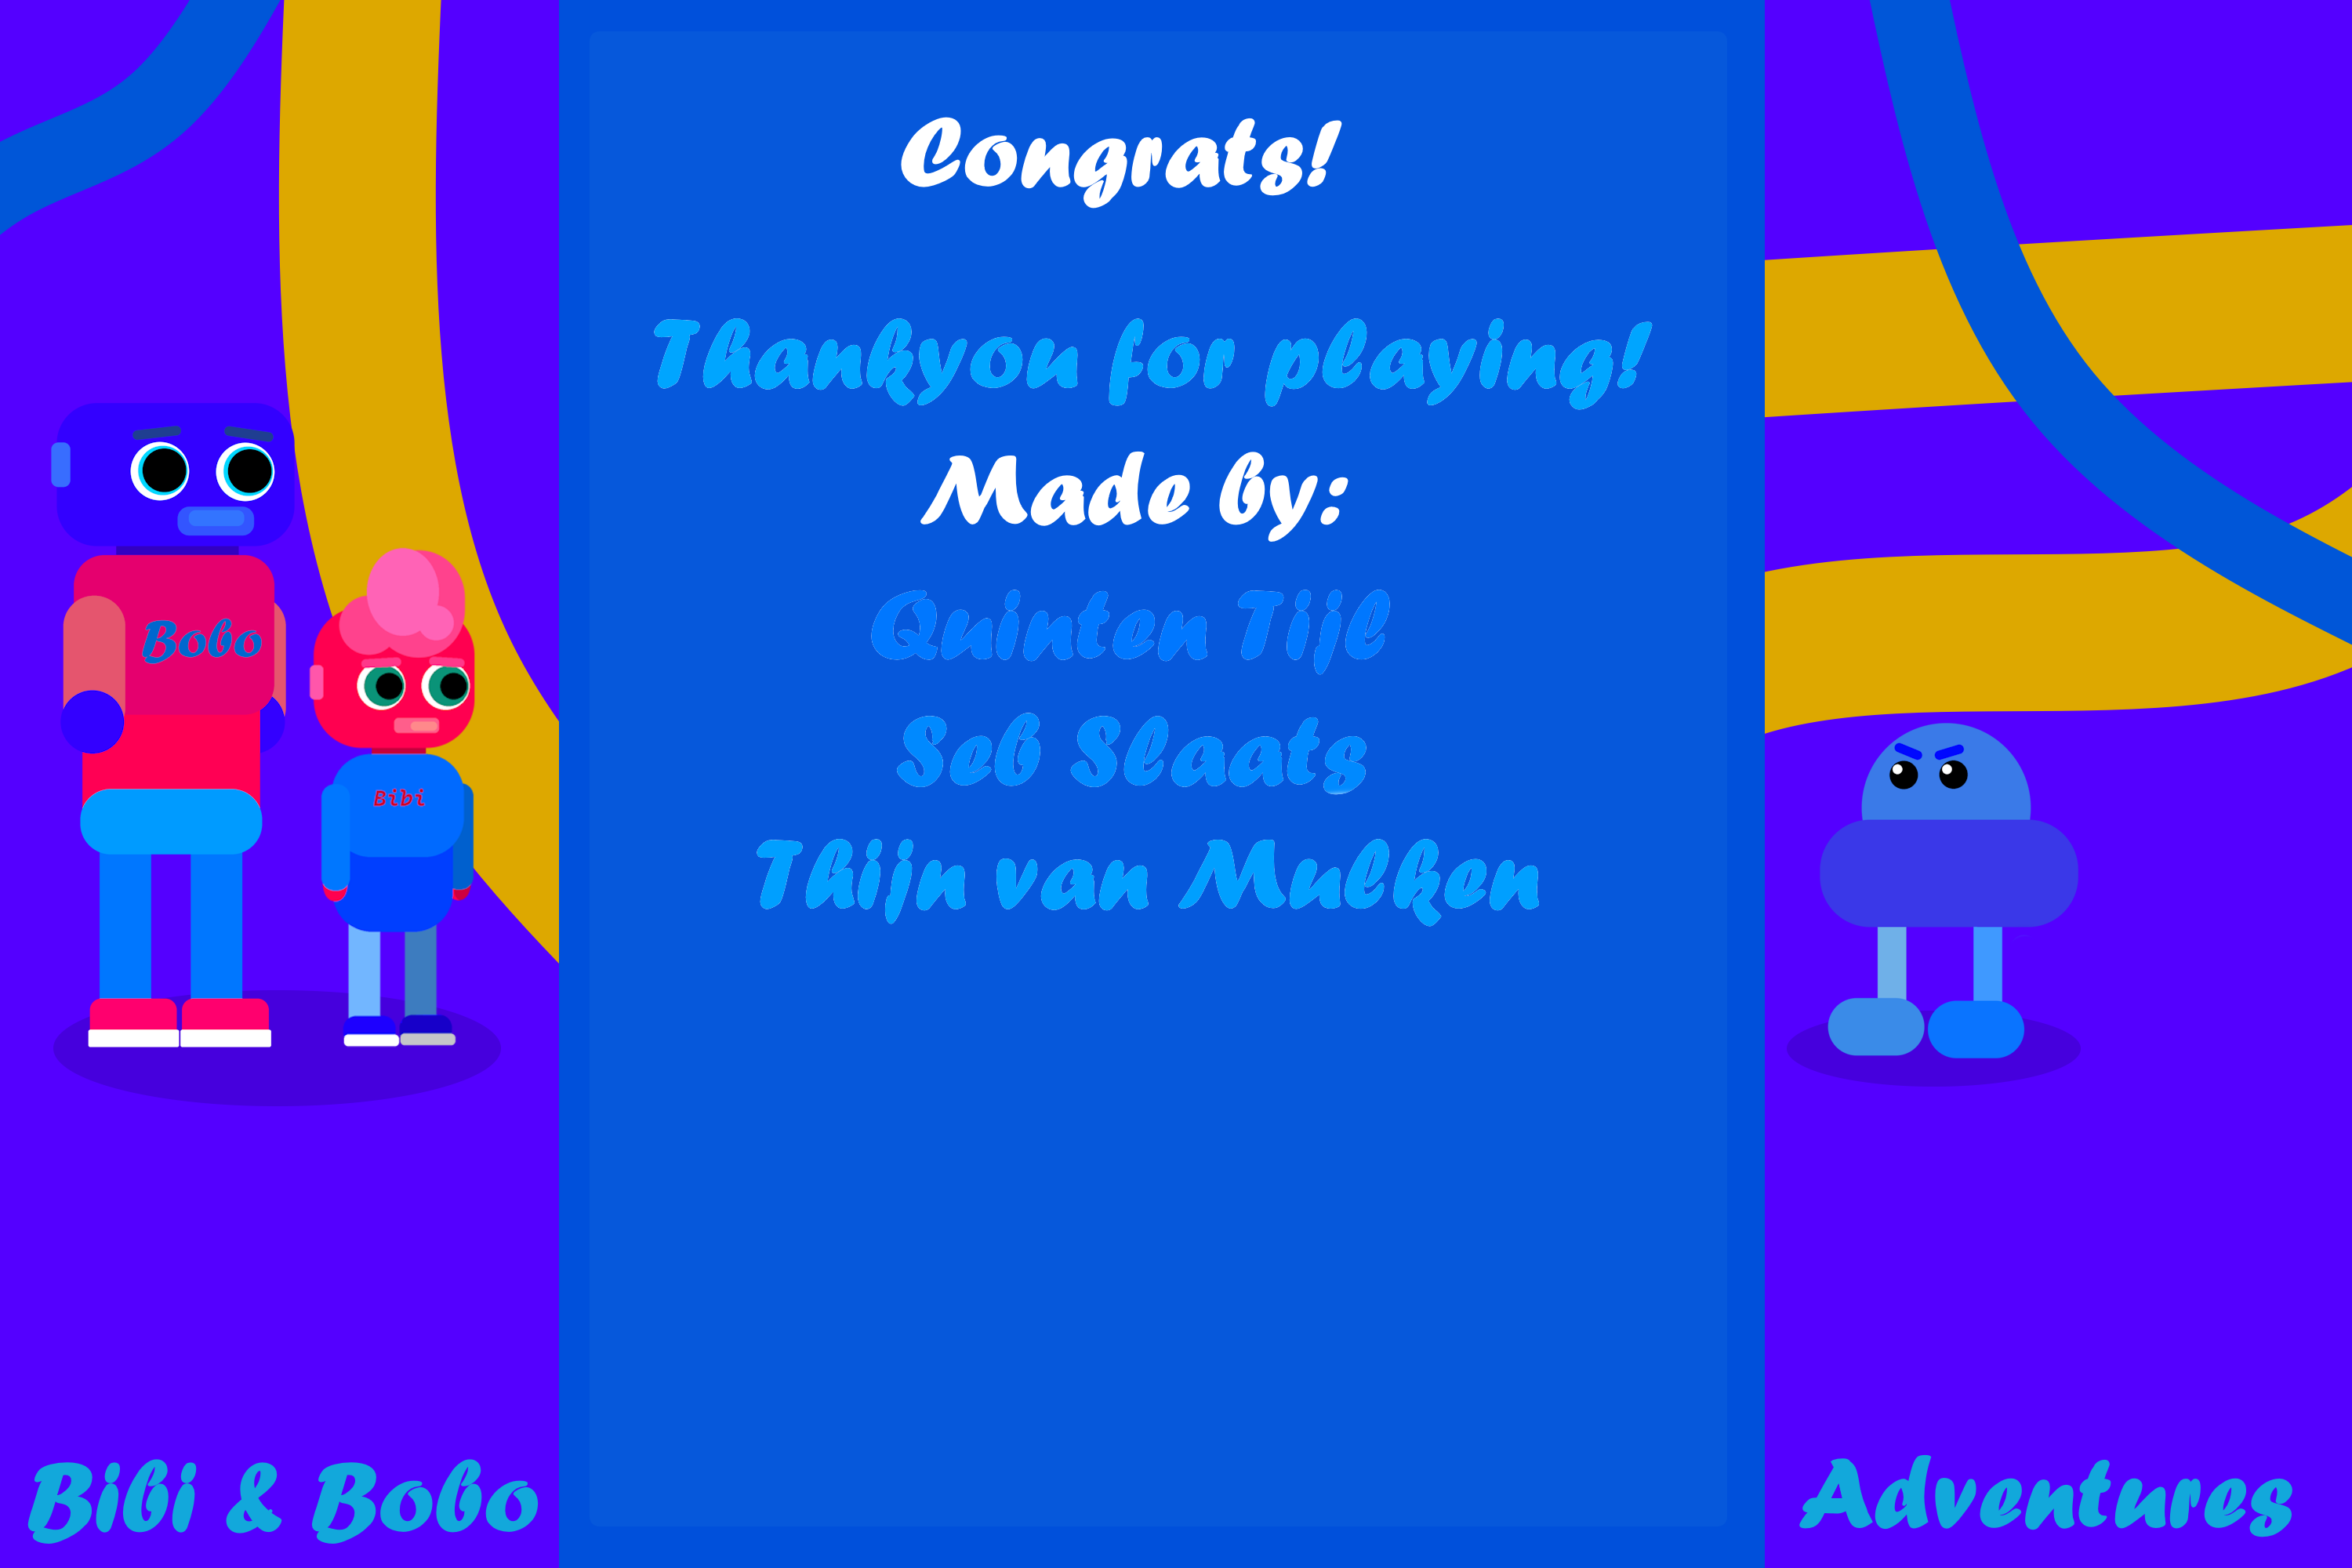 Congrats!
Thankyou for playing!
Made by:
Quinten Tijl
Seb Slaats
Thijn van Mulken
Bobo
Bibi
Bibi & Bobo
Adventures